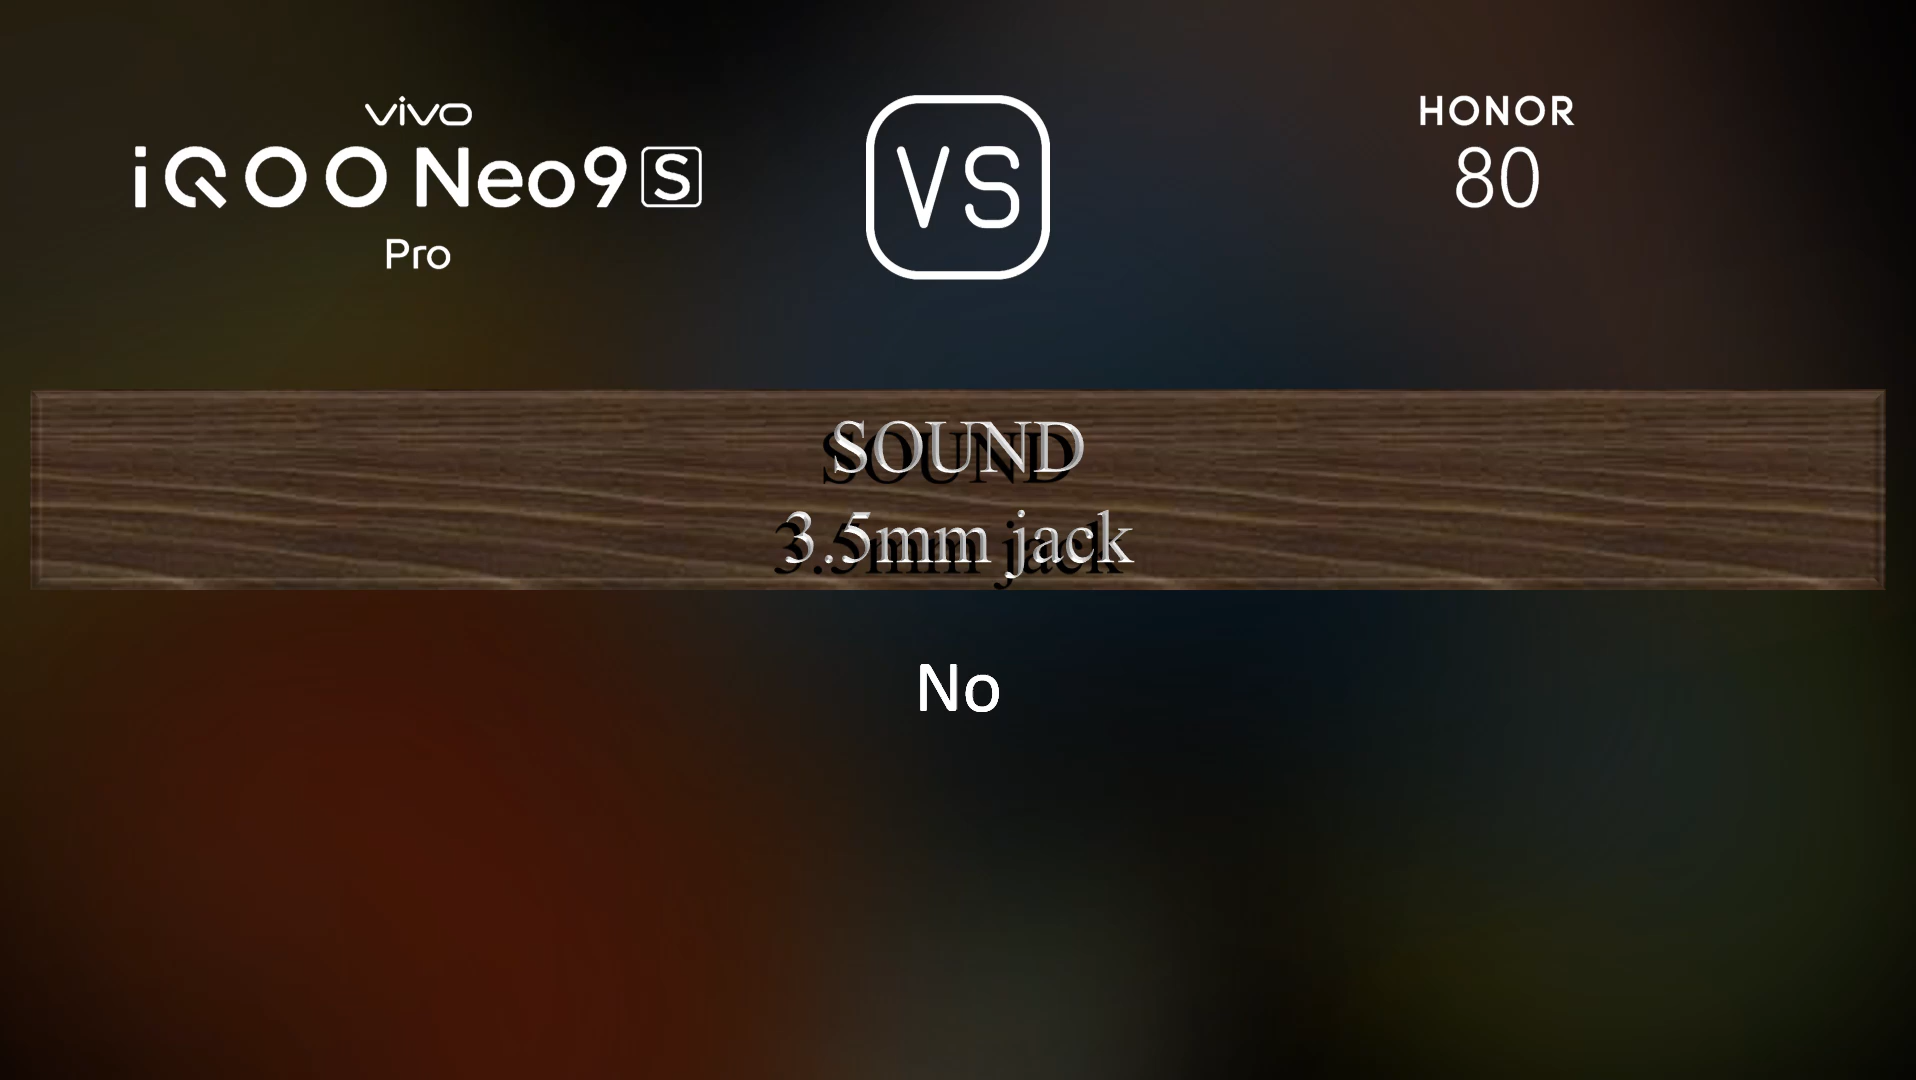 vivo
iQOO Neo9S
Pro
VS
HONOR
80
SOUND
3.5mm jack
No